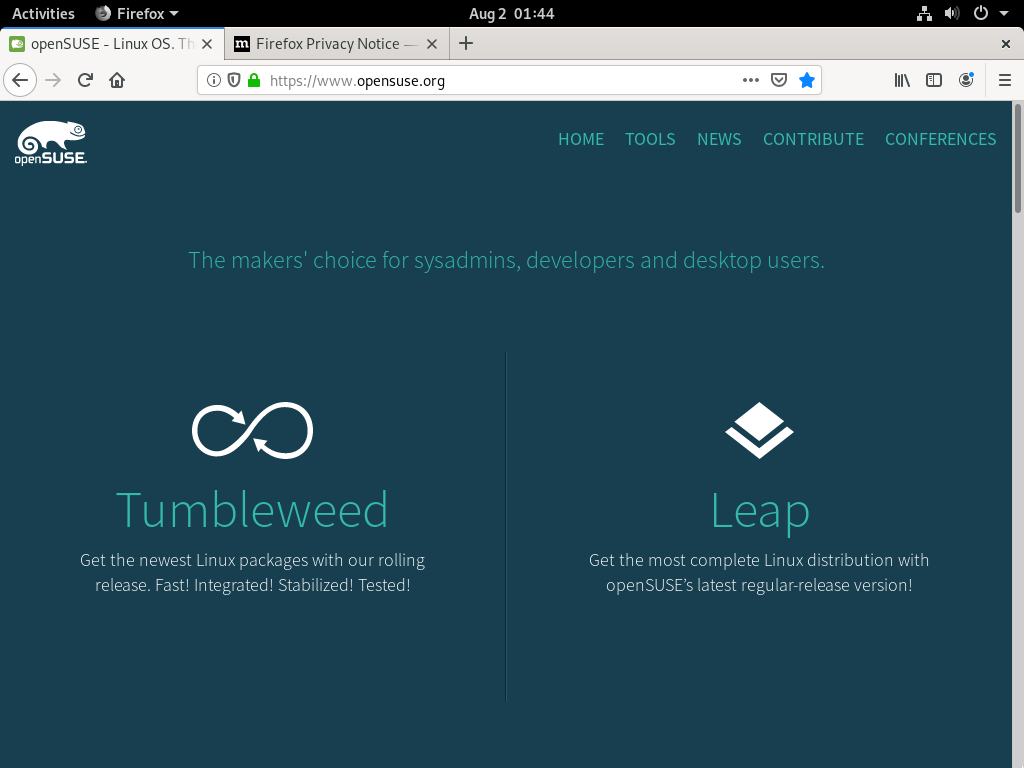 Activities Firefox Aug 2 01:44
openSUSE - Linux OS. Th Firefox Privacy Notice —
https://www.opensuse.org
openSUSE.
HOME TOOLS NEWS CONTRIBUTE CONFERENCES
The makers' choice for sysadmins, developers and desktop users.
Tumbleweed
Get the newest Linux packages with our rolling
release. Fast! Integrated! Stabilized! Tested!
Leap
Get the most complete Linux distribution with
openSUSE’s latest regular-release version!